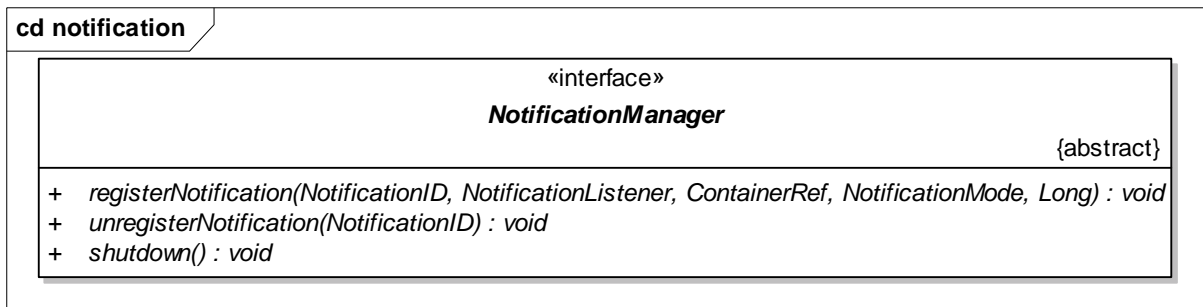 cd notification
«interface»
NotificationManager
{abstract}
+ registerNotification(NotificationID, NotificationListener, ContainerRef, NotificationMode, Long) : void
+ unregisterNotification(NotificationID) : void
+ shutdown() : void